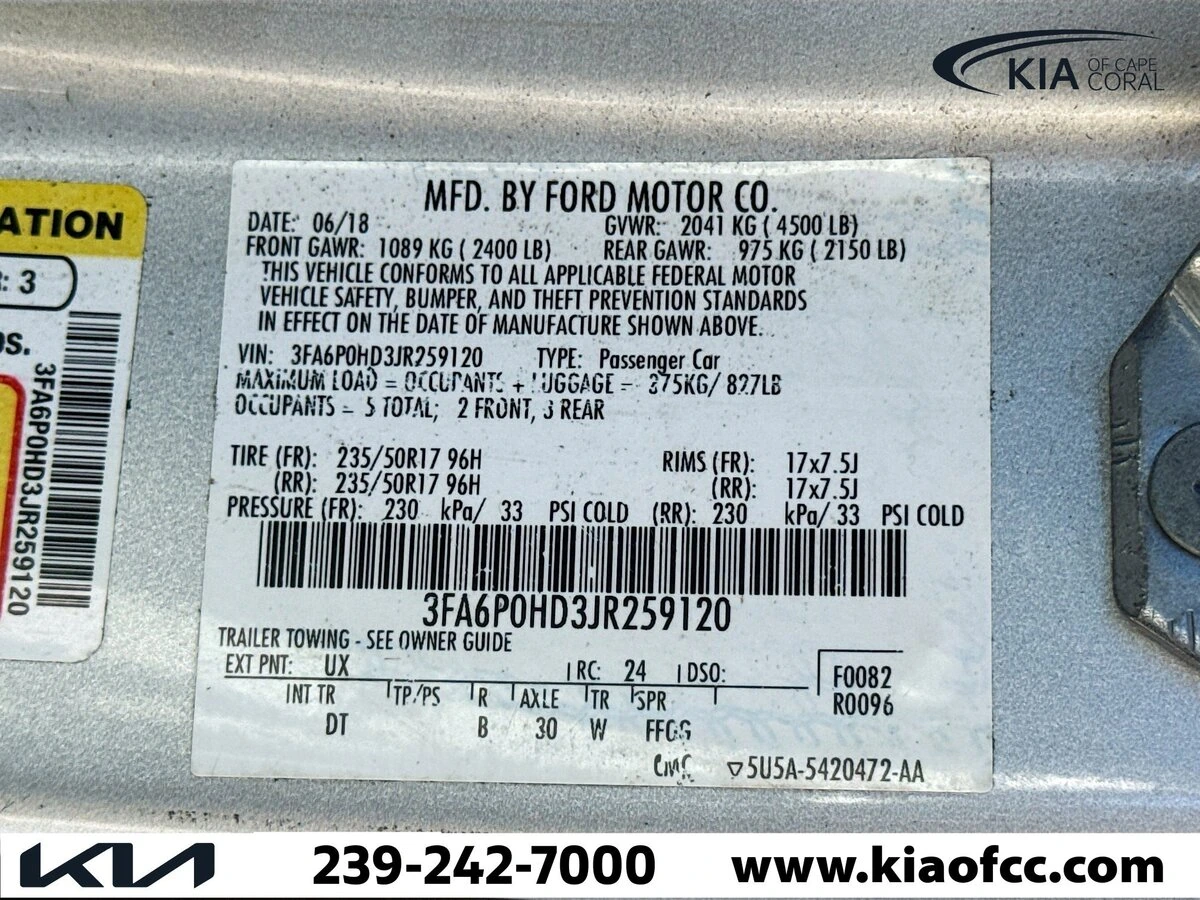 KIA OF CAPE CORAL
ATION
: 3
3FA6P0HD3JR259120
MFD. BY FORD MOTOR CO.
DATE: 06/18 GVWR: 2041 KG ( 4500 LB)
FRONT GAWR: 1089 KG ( 2400 LB) REAR GAWR: 975 KG ( 2150 LB)
THIS VEHICLE CONFORMS TO ALL APPLICABLE FEDERAL MOTOR
VEHICLE SAFETY, BUMPER, AND THEFT PREVENTION STANDARDS
IN EFFECT ON THE DATE OF MANUFACTURE SHOWN ABOVE.
VIN: 3FA6P0HD3JR259120 TYPE: Passenger Car
MAXIMUM LOAD = OCCUPANTS + LUGGAGE = 375KG/ 827LB
OCCUPANTS = 5 TOTAL; 2 FRONT, 3 REAR
TIRE (FR): 235/50R17 96H RIMS (FR): 17x7.5J
(RR): 235/50R17 96H (RR): 17x7.5J
PRESSURE (FR): 230 kPa/ 33 PSI COLD (RR): 230 kPa/ 33 PSI COLD
3FA6P0HD3JR259120
TRAILER TOWING - SEE OWNER GUIDE
EXT PNT: UX RC: 24 DSO:
F0082
R0096
INT TR TP/PS R AXLE TR SPR
DT B 30 W FFGG
▽5U5A-5420472-AA
KIA 239-242-7000 www.kiaofcc.com